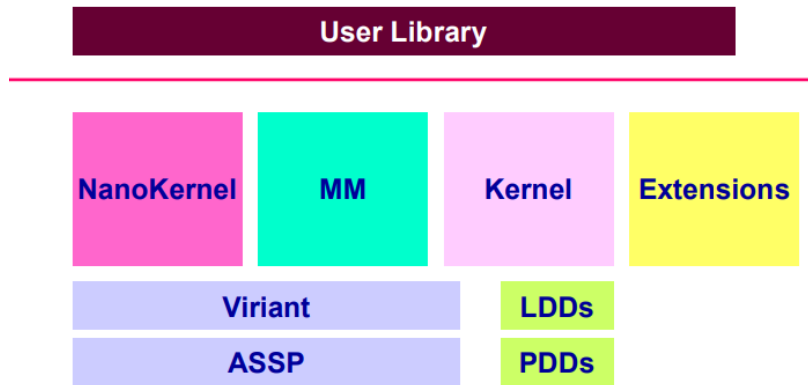 User Library
NanoKernel MM Kernel Extensions
Viriant LDDs
ASSP PDDs